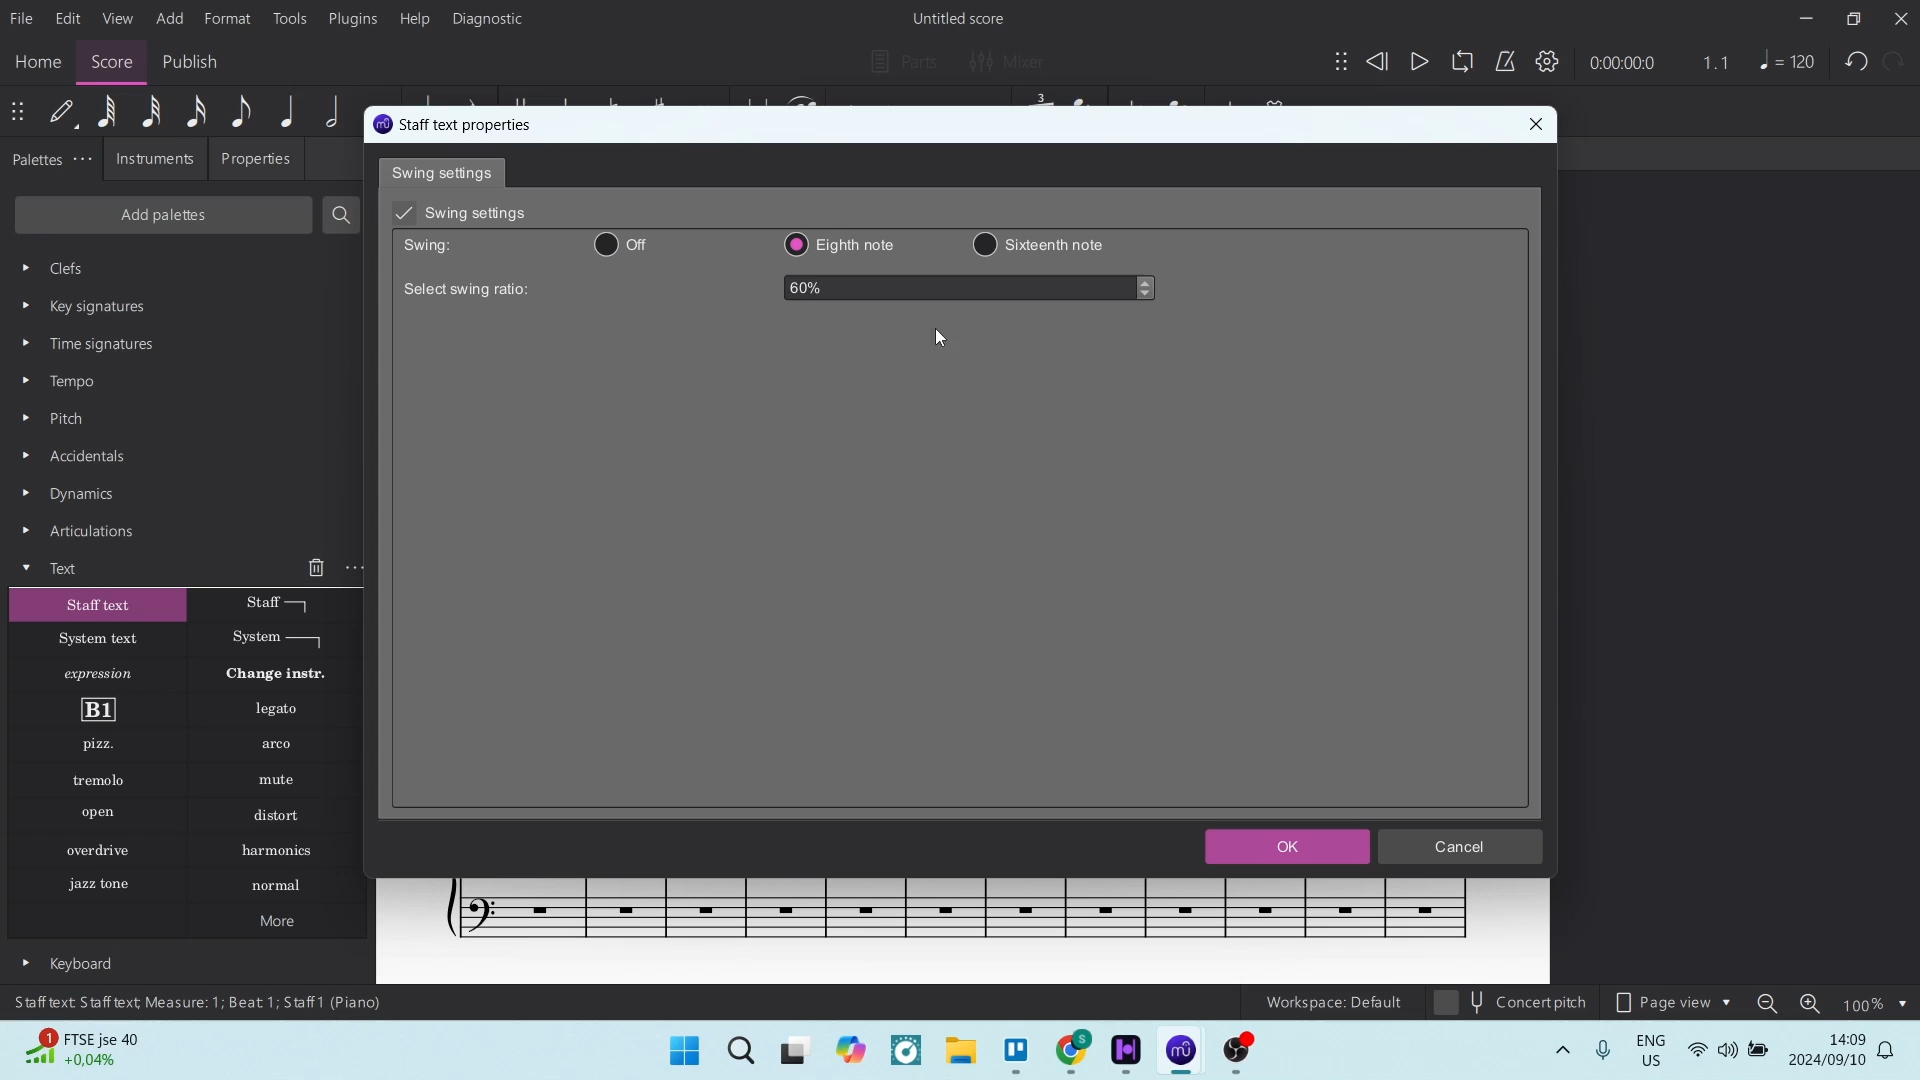 File Edit View Add Format Tools Plugins Help Diagnostic
Untitled score
Home Score Publish
Parts Mixer
0:00:00:0 1.1 = 120
3
Staff text properties
Palettes ··· Instruments Properties
Swing settings
Add palettes
Swing settings
Swing: Off Eighth note Sixteenth note
Select swing ratio: 60%
Clefs
Key signatures
Time signatures
Tempo
Pitch
Accidentals
Dynamics
Articulations
Text
Staff text Staff
System text System
expression Change instr.
B1 legato
pizz. arco
tremolo mute
open distort
overdrive harmonics
jazz tone normal
More
Keyboard
OK Cancel
Staff text: Staff text; Measure: 1; Beat: 1; Staff 1 (Piano)
Workspace: Default Concert pitch Page view 100%
1 FTSE jse 40
+0,04%
S
ENG
US
14:09
2024/09/10